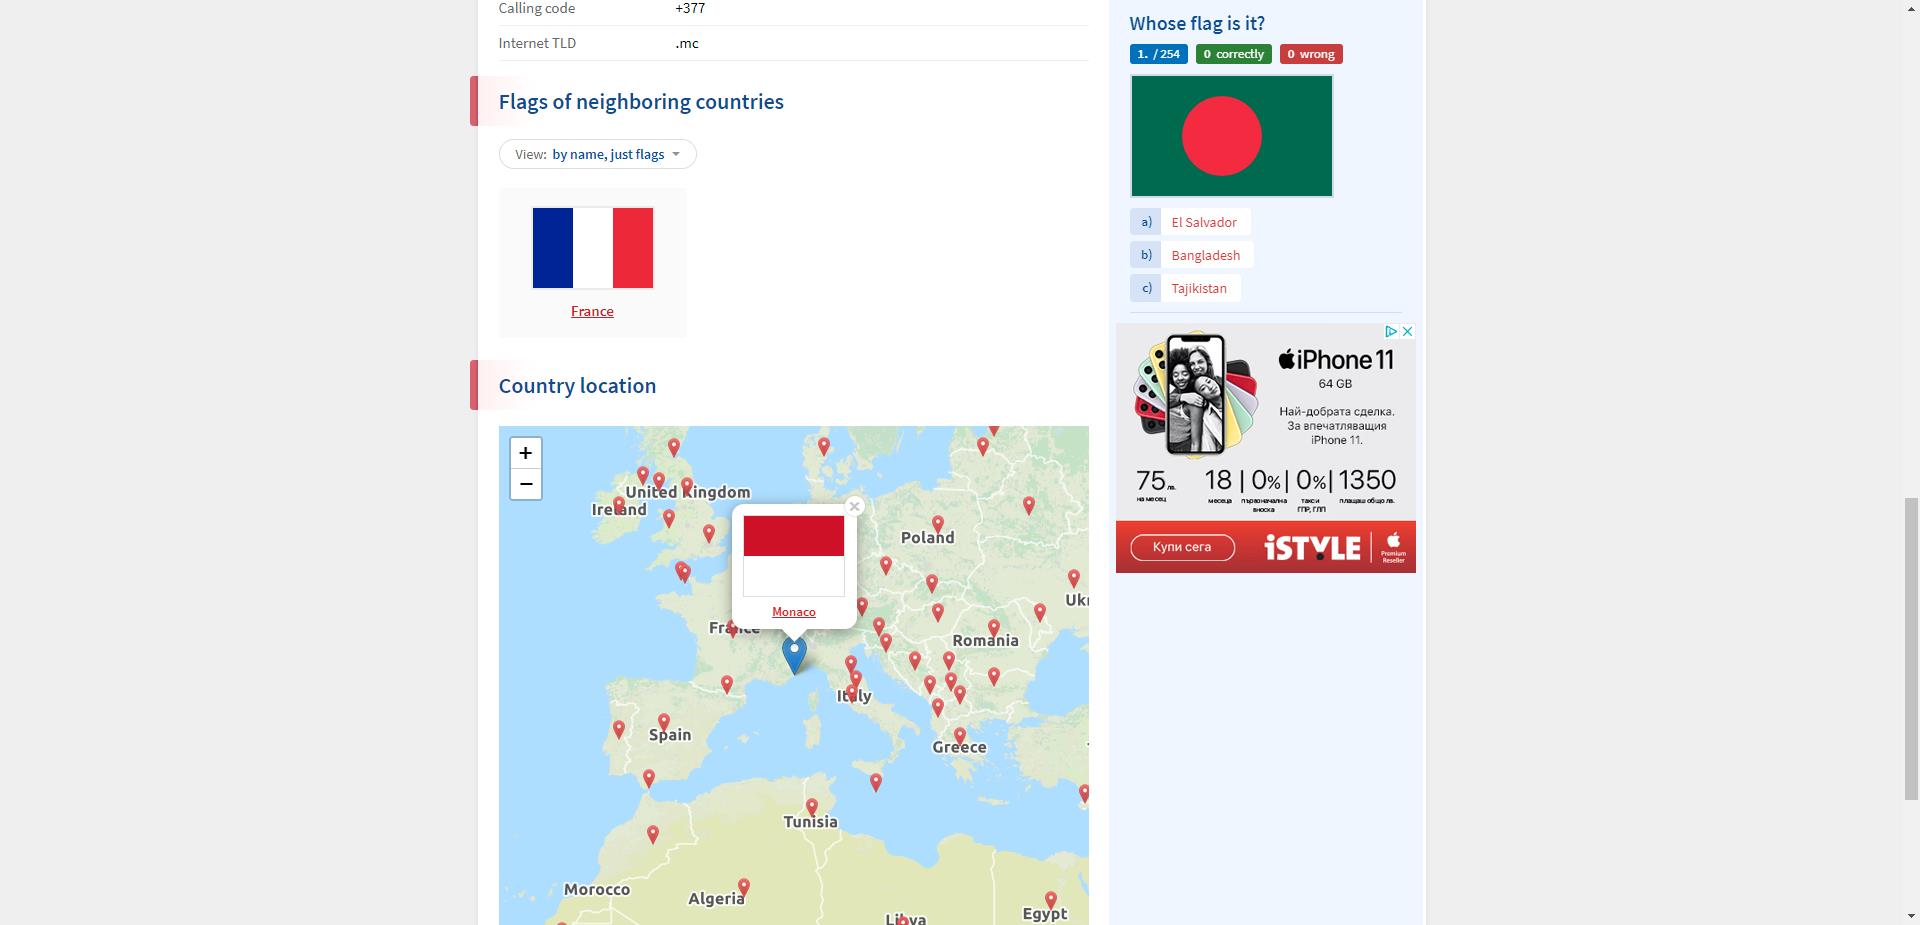 Calling code +377
Internet TLD .mc
Flags of neighboring countries
View: by name, just flags
France
Country location
+
−
United Kingdom
Ireland
Poland
Monaco
Ukr
France
Romania
Italy
Spain
Greece
Tunisia
Morocco
Algeria
Libya
Egypt
Whose flag is it?
1. / 254 0 correctly 0 wrong
a) El Salvador
b) Bangladesh
c) Tajikistan
iPhone 11
64 GB
Най-добрата сделка.
За впечатляващия
iPhone 11.
75лв. 18 | 0% | 0% | 1350
на месец месеца първоначална вноска такси ГПР, ГЛП плащаш общо лв.
Купи сега iSTYLE Premium Reseller